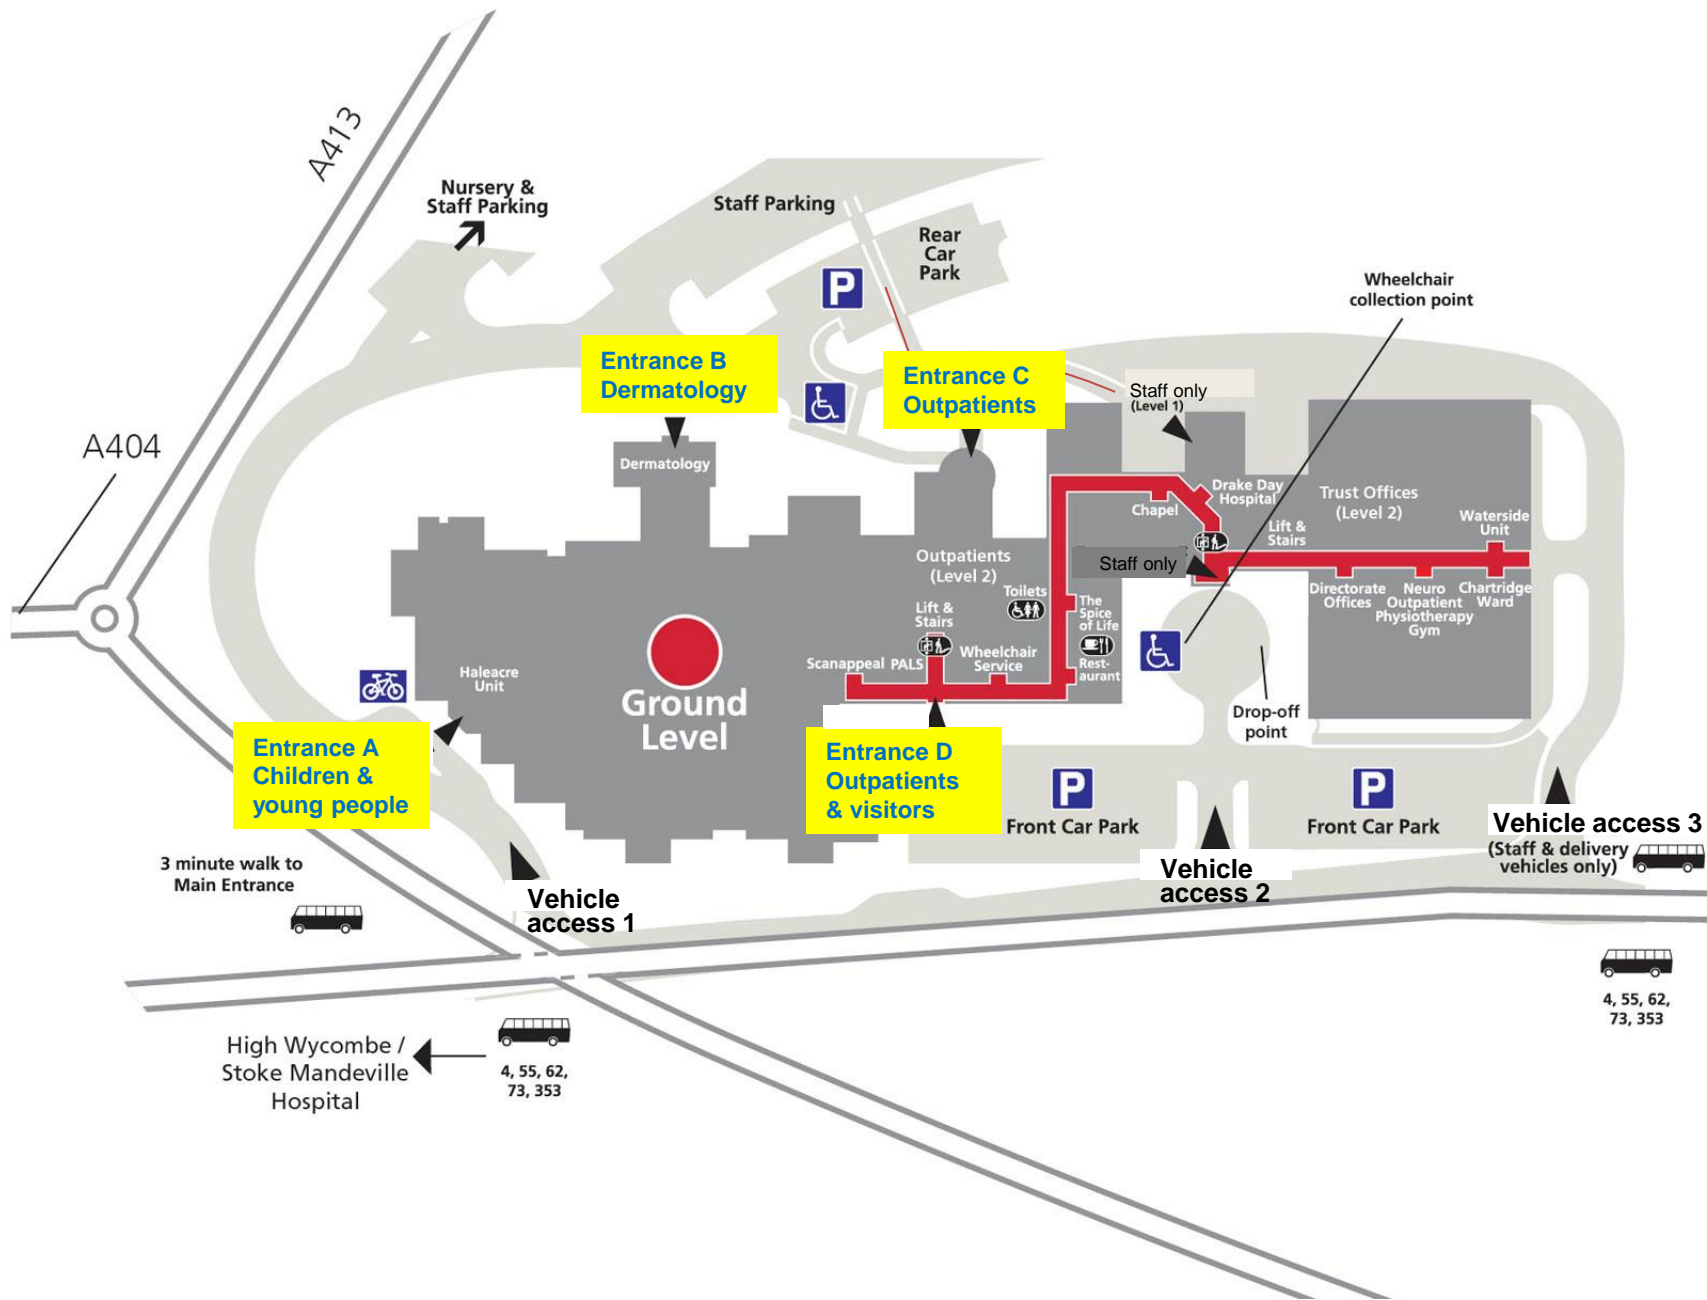 A413
Nursery &
Staff Parking
Staff Parking
Rear
Car
Park
P
Wheelchair
collection point
Entrance B
Dermatology
Entrance C
Outpatients
Staff only
(Level 1)
A404
Dermatology
Drake Day
Hospital
Chapel
Trust Offices
(Level 2)
Lift &
Stairs
Waterside
Unit
Outpatients
(Level 2)
Staff only
Toilets
The
Spice
of Life
Rest-
aurant
Directorate
Offices
Neuro
Outpatient
Physiotherapy
Gym
Chartridge
Ward
Lift &
Stairs
Scanappeal
PALS
Wheelchair
Service
Haleacre
Unit
Ground
Level
Drop-off
point
Entrance A
Children &
young people
Entrance D
Outpatients
& visitors
P
Front Car Park
P
Front Car Park
Vehicle access 3
(Staff & delivery
vehicles only)
3 minute walk to
Main Entrance
Vehicle
access 1
Vehicle
access 2
High Wycombe /
Stoke Mandeville
Hospital
4, 55, 62,
73, 353
4, 55, 62,
73, 353